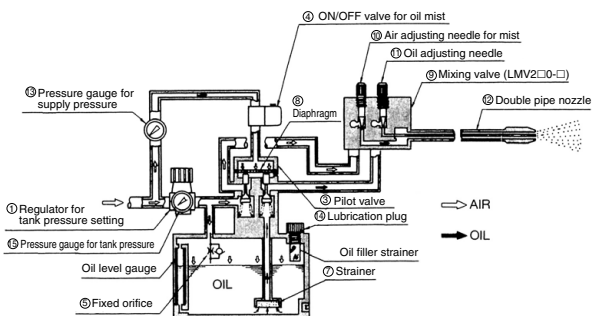 ④ ON/OFF valve for oil mist
⑩ Air adjusting needle for mist
⑪ Oil adjusting needle
⑨ Mixing valve (LMV2□0-□)
⑬ Pressure gauge for
supply pressure
⑧
Diaphragm
⑫ Double pipe nozzle
① Regulator for
tank pressure setting
③ Pilot valve
⑭ Lubrication plug
AIR
⑮ Pressure gauge for tank pressure
OIL
Oil level gauge
Oil filler strainer
OIL
⑦ Strainer
⑤ Fixed orifice